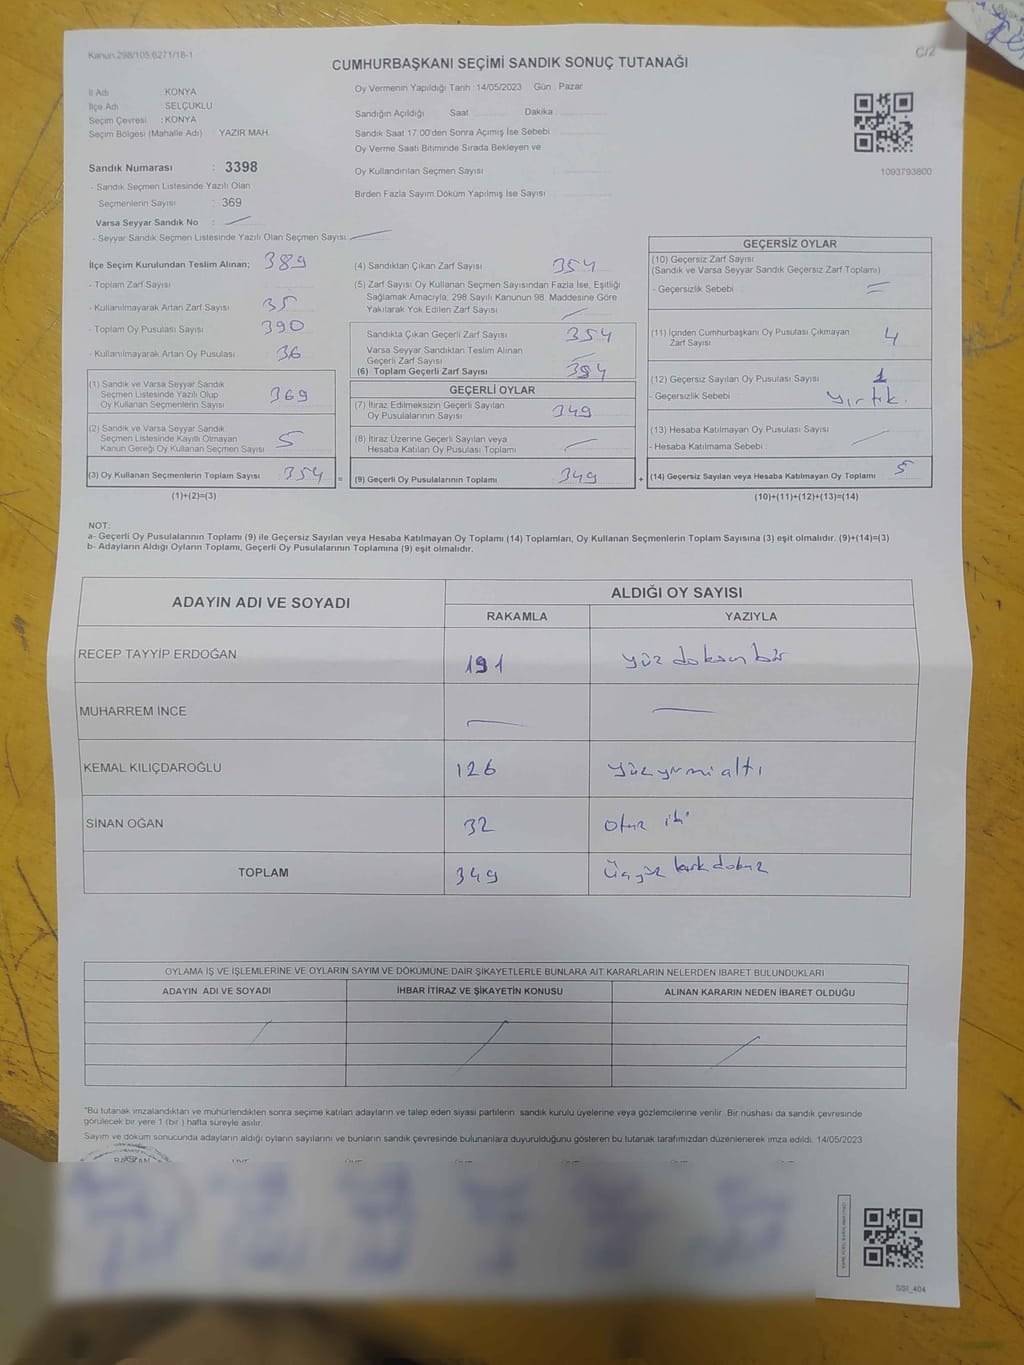 Kanun:298/105;6271/18-1
C/2
CUMHURBAŞKANI SEÇİMİ SANDIK SONUÇ TUTANAĞI
İl Adı KONYA
İlçe Adı SELÇUKLU
Seçim Çevresi : KONYA
Seçim Bölgesi (Mahalle Adı) : YAZIR MAH.
Sandık Numarası : 3398
- Sandık Seçmen Listesinde Yazılı Olan
Seçmenlerin Sayısı : 369
Varsa Seyyar Sandık No :
- Seyyar Sandık Seçmen Listesinde Yazılı Olan Seçmen Sayısı:
Oy Vermenin Yapıldığı Tarih : 14/05/2023 Gün : Pazar
Sandığın Açıldığı Saat Dakika
Sandık Saat 17.00'den Sonra Açımış İse Sebebi
Oy Verme Saati Bitiminde Sırada Bekleyen ve
Oy Kullandırılan Seçmen Sayısı
Birden Fazla Sayım Döküm Yapılmış İse Sayısı
1093793800
İlçe Seçim Kurulundan Teslim Alınan; 389
- Toplam Zarf Sayısı
- Kullanılmayarak Artan Zarf Sayısı 35
- Toplam Oy Pusulası Sayısı 390
- Kullanılmayarak Artan Oy Pusulası 36
(1) Sandık ve Varsa Seyyar Sandık
Seçmen Listesinde Yazılı Olup
Oy Kullanan Seçmenlerin Sayısı 369
(2) Sandık ve Varsa Seyyar Sandık
Seçmen Listesinde Kayıtlı Olmayan
Kanun Gereği Oy Kullanan Seçmen Sayısı 5
(3) Oy Kullanan Seçmenlerin Toplam Sayısı 354
(1)+(2)=(3)
(4) Sandıktan Çıkan Zarf Sayısı 354
(5) Zarf Sayısı Oy Kullanan Seçmen Sayısından Fazla İse, Eşitliği
Sağlamak Amacıyla; 298 Sayılı Kanunun 98. Maddesine Göre
Yakılarak Yok Edilen Zarf Sayısı
Sandıkta Çıkan Geçerli Zarf Sayısı 354
Varsa Seyyar Sandıktan Teslim Alınan
Geçerli Zarf Sayısı
(6) Toplam Geçerli Zarf Sayısı 354
GEÇERLİ OYLAR
(7) İtiraz Edilmeksizin Geçerli Sayılan
Oy Pusulalarının Sayısı 349
(8) İtiraz Üzerine Geçerli Sayılan veya
Hesaba Katılan Oy Pusulası Toplamı
= (9) Geçerli Oy Pusulalarının Toplamı 349
GEÇERSİZ OYLAR
(10) Geçersiz Zarf Sayısı
(Sandık ve Varsa Seyyar Sandık Geçersiz Zarf Toplamı)
- Geçersizlik Sebebi :
(11) İçinden Cumhurbaşkanı Oy Pusulası Çıkmayan
Zarf Sayısı 4
(12) Geçersiz Sayılan Oy Pusulası Sayısı 1
- Geçersizlik Sebebi : yırtık.
(13) Hesaba Katılmayan Oy Pusulası Sayısı
- Hesaba Katılmama Sebebi :
+ (14) Geçersiz Sayılan veya Hesaba Katılmayan Oy Toplamı 5
(10)+(11)+(12)+(13)=(14)
NOT:
a- Geçerli Oy Pusulalarının Toplamı (9) ile Geçersiz Sayılan veya Hesaba Katılmayan Oy Toplamı (14) Toplamları, Oy Kullanan Seçmenlerin Toplam Sayısına (3) eşit olmalıdır. (9)+(14)=(3)
b- Adayların Aldığı Oyların Toplamı, Geçerli Oy Pusulalarının Toplamına (9) eşit olmalıdır.
ADAYIN ADI VE SOYADI ALDIĞI OY SAYISI
RAKAMLA YAZIYLA
RECEP TAYYİP ERDOĞAN 191 yüz doksan bir
MUHARREM İNCE
KEMAL KILIÇDAROĞLU 126 yüz yirmi altı
SİNAN OĞAN 32 otuz iki
TOPLAM 349 Üçyüz kırk dokuz
OYLAMA İŞ VE İŞLEMLERİNE VE OYLARIN SAYIM VE DÖKÜMÜNE DAİR ŞİKAYETLERLE BUNLARA AİT KARARLARIN NELERDEN İBARET BULUNDUKLARI
ADAYIN ADI VE SOYADI İHBAR İTİRAZ VE ŞİKAYETİN KONUSU ALINAN KARARIN NEDEN İBARET OLDUĞU
*Bu tutanak imzalandıktan ve mühürlendikten sonra seçime katılan adayların ve talep eden siyasi partilerin sandık kurulu üyelerine veya gözlemcilerine verilir. Bir nüshası da sandık çevresinde
görülecek bir yere 1 (bir ) hafta süreyle asılır.
Sayım ve döküm sonucunda adayların aldığı oyların sayılarını ve bunların sandık çevresinde bulunanlara duyurulduğunu gösteren bu tutanak tarafımızdan düzenlenerek imza edildi. 14/05/2023
SSI_404